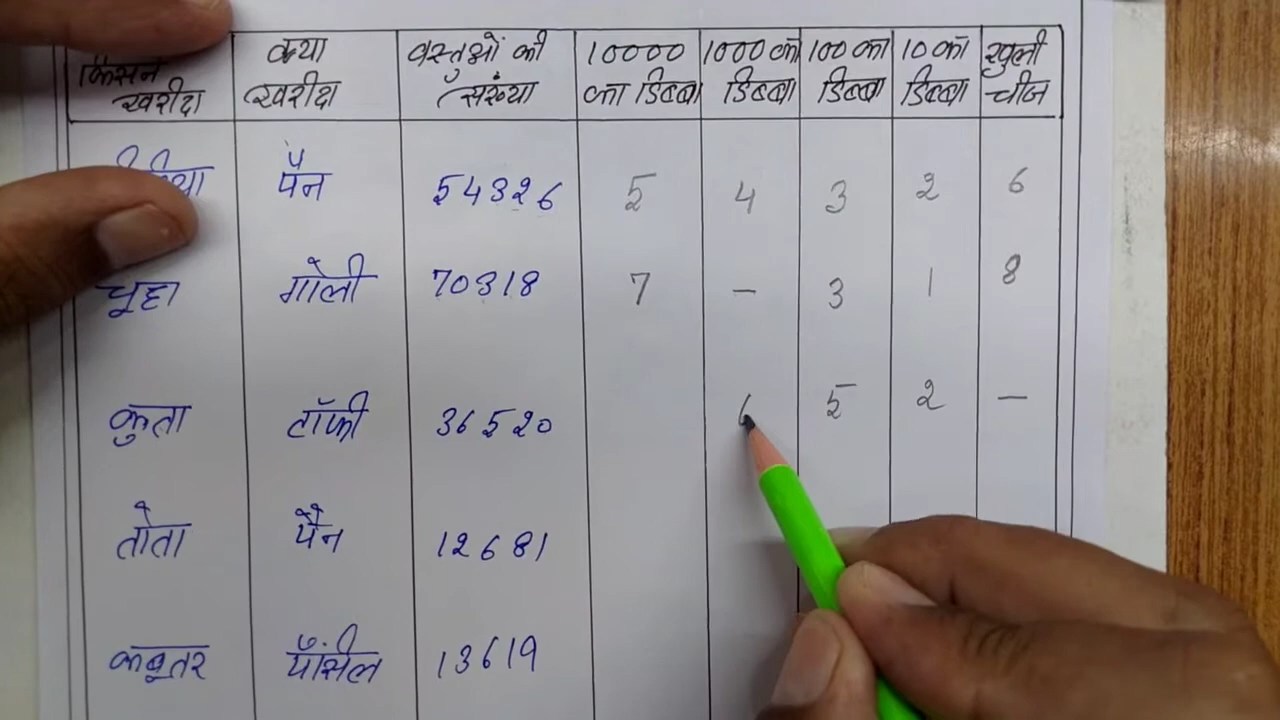 किसने खरीदा क्या खरीदा वस्तुओं की संख्या 10000 का डिब्बा 1000 का डिब्बा 100 का डिब्बा 10 का डिब्बा खुली चीज
पैन 54326 5 4 3 2 6
चूहा गोली 70318 7 – 3 1 8
कुता टॉफी 36520 6 5 2 –
तोता पैन 12681
कबूतर पेंसिल 13619